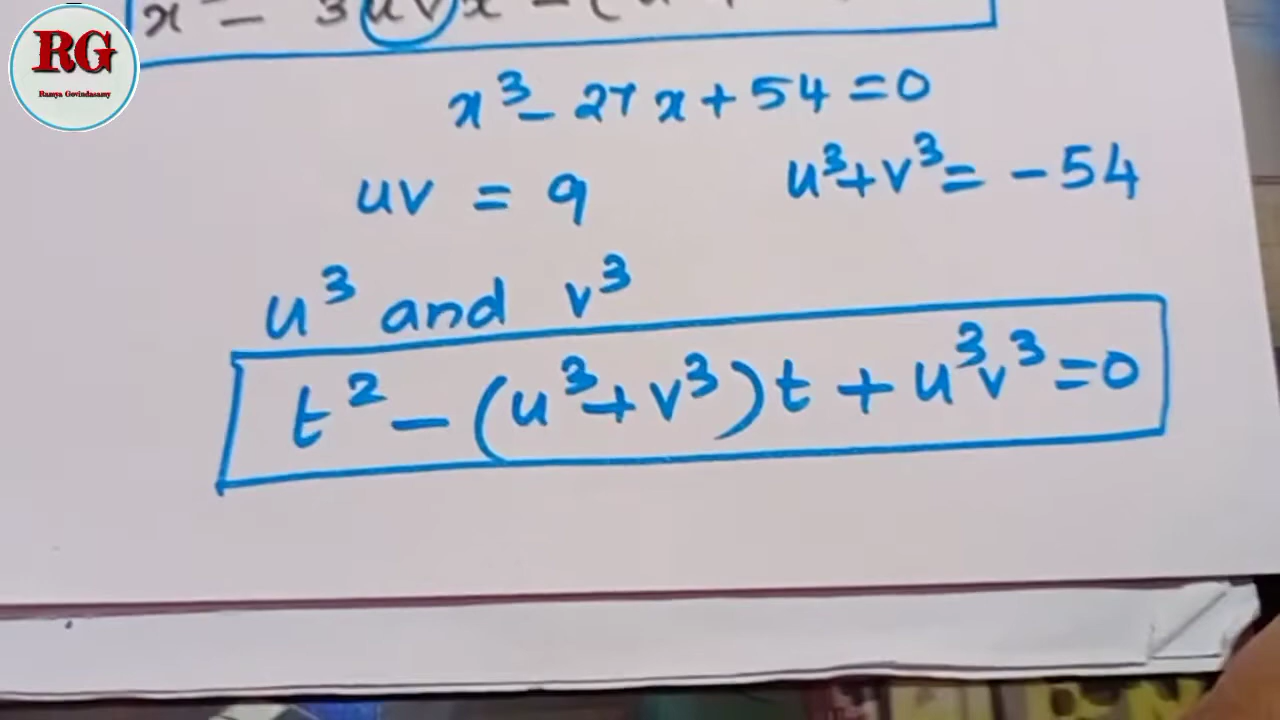 RG
Ramya Govindasamy
x³ - 27x + 54 = 0
uv = 9 u³+v³ = -54
u³ and v³
t² - (u³+v³)t + u³v³ = 0